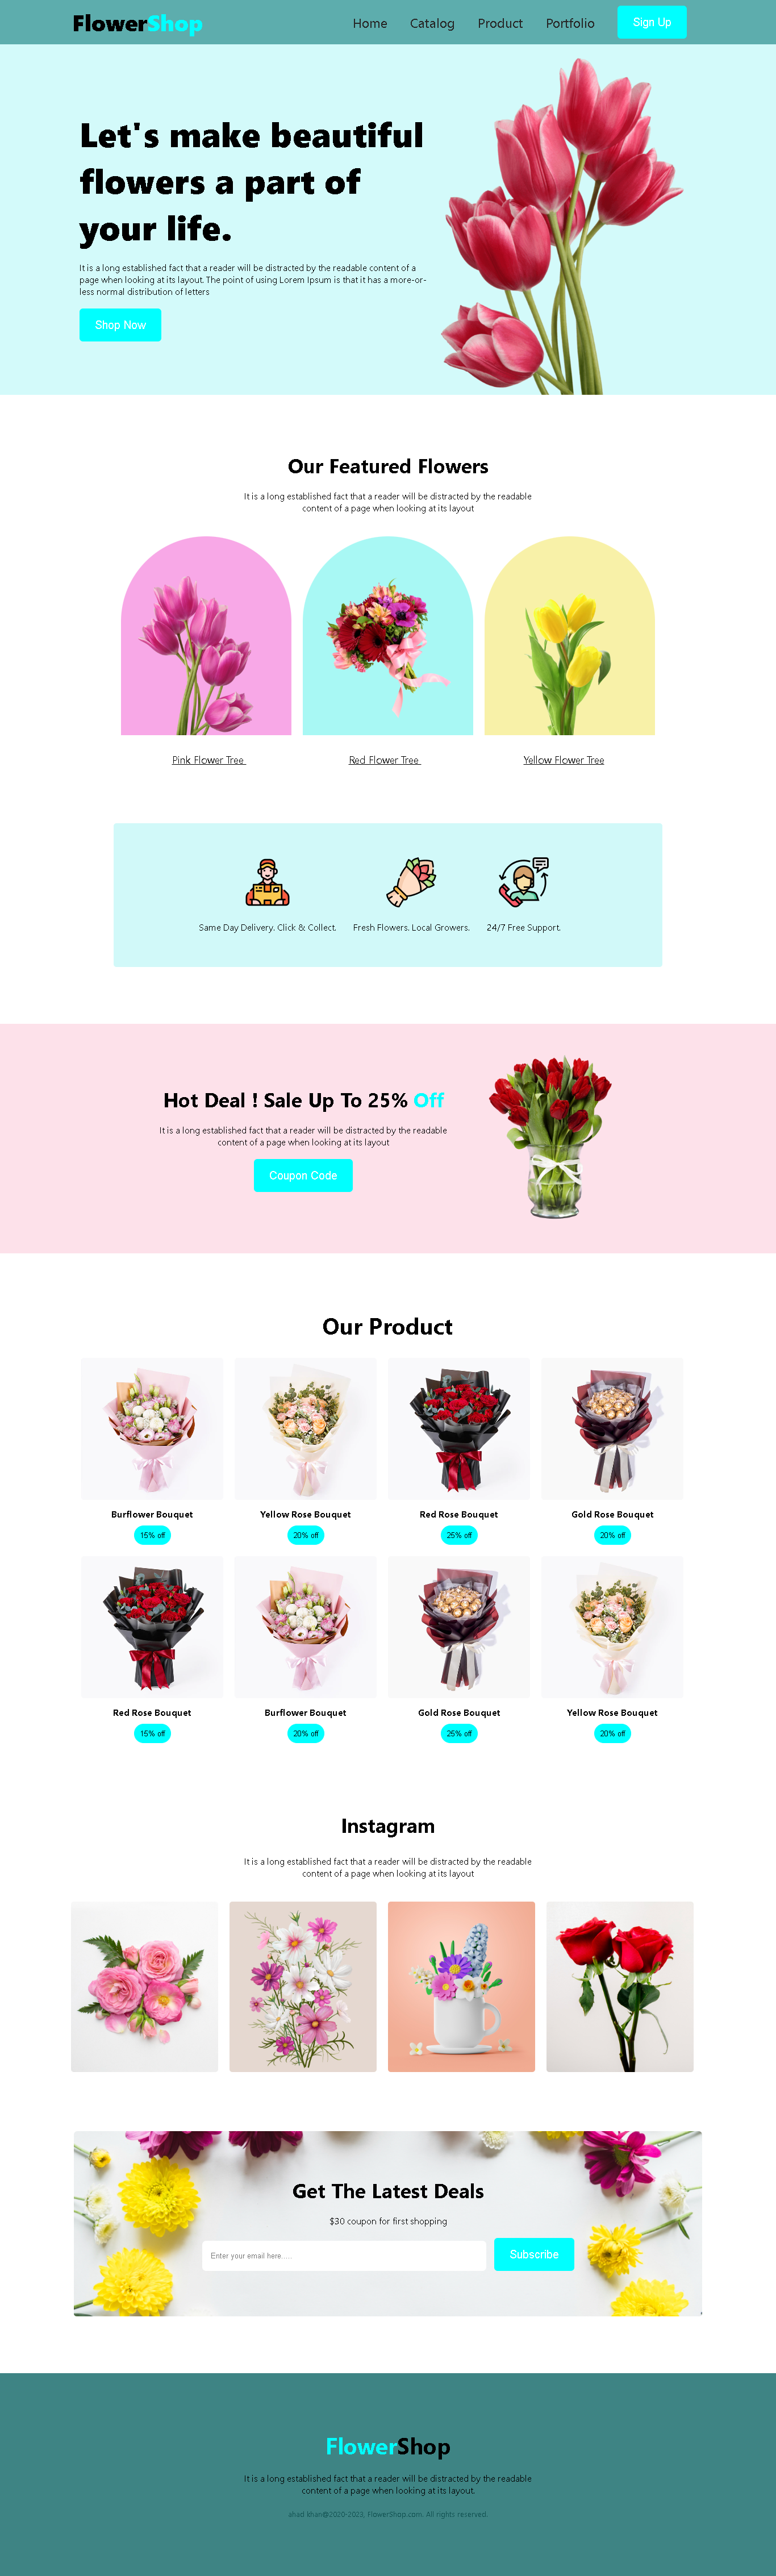 FlowerShop
Home Catalog Product Portfolio Sign Up
Let's make beautiful
flowers a part of
your life.
It is a long established fact that a reader will be distracted by the readable content of a
page when looking at its layout. The point of using Lorem Ipsum is that it has a more-or-
less normal distribution of letters
Shop Now
Our Featured Flowers
It is a long established fact that a reader will be distracted by the readable
content of a page when looking at its layout
Pink Flower Tree
Red Flower Tree
Yellow Flower Tree
Same Day Delivery. Click & Collect.
Fresh Flowers. Local Growers.
24/7 Free Support.
Hot Deal ! Sale Up To 25% Off
It is a long established fact that a reader will be distracted by the readable
content of a page when looking at its layout
Coupon Code
Our Product
Burflower Bouquet
15% off
Yellow Rose Bouquet
20% off
Red Rose Bouquet
25% off
Gold Rose Bouquet
20% off
Red Rose Bouquet
15% off
Burflower Bouquet
20% off
Gold Rose Bouquet
25% off
Yellow Rose Bouquet
20% off
Instagram
It is a long established fact that a reader will be distracted by the readable
content of a page when looking at its layout
Get The Latest Deals
$30 coupon for first shopping
Enter your email here.....
Subscribe
FlowerShop
It is a long established fact that a reader will be distracted by the readable
content of a page when looking at its layout.
ahad khan@2020-2023, FlowerShop.com. All rights reserved.